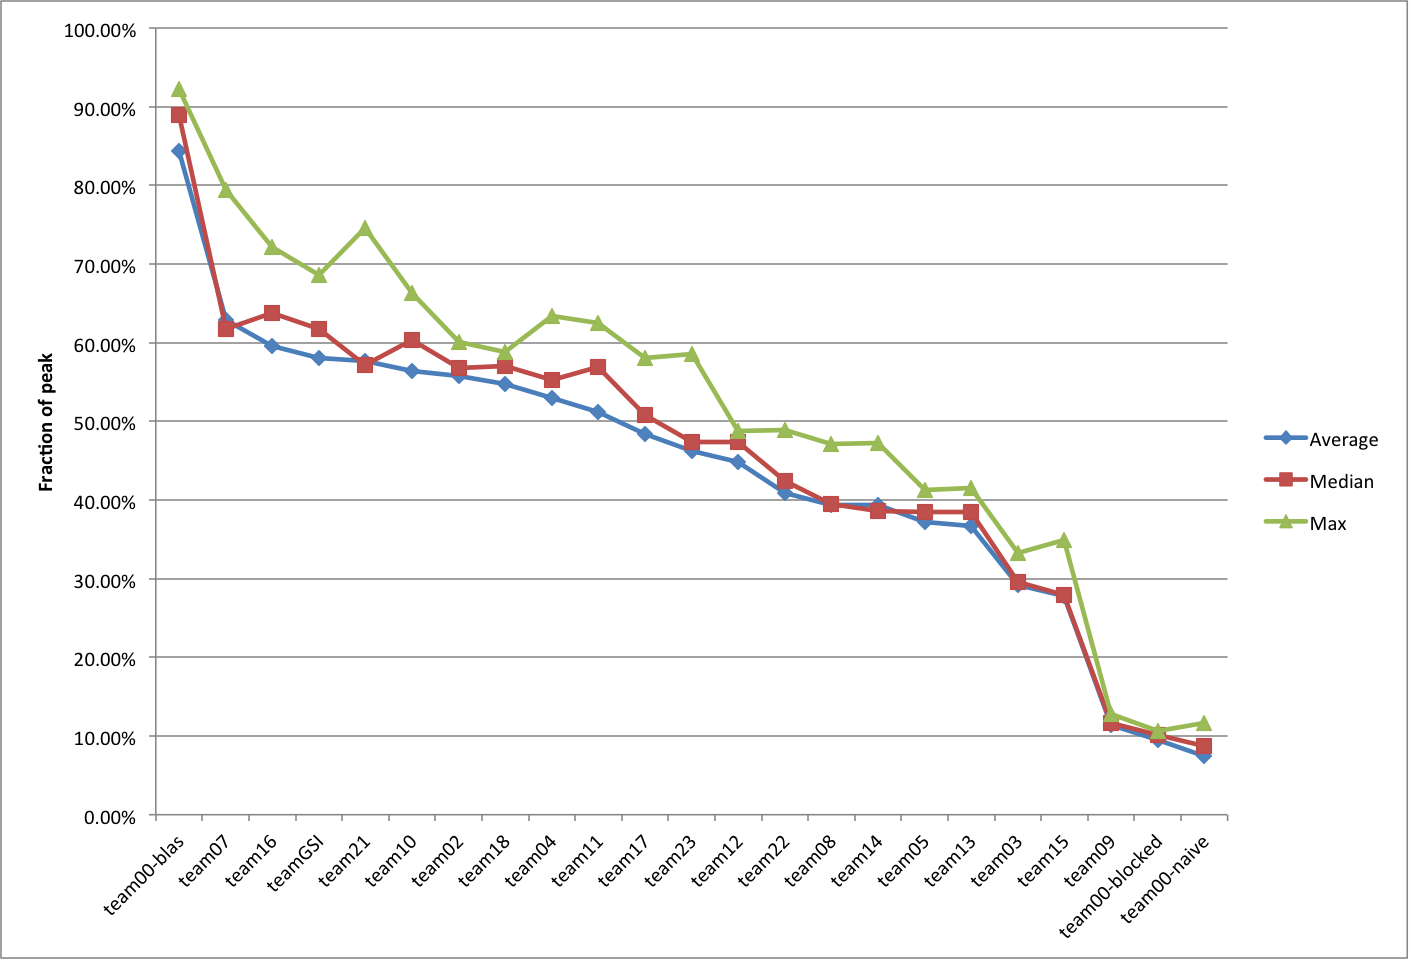 100.00%
90.00%
80.00%
70.00%
60.00%
50.00%
40.00%
30.00%
20.00%
10.00%
0.00%
Fraction of peak
team00-blas
team07
team16
teamGSI
team21
team10
team02
team18
team04
team11
team17
team23
team12
team22
team08
team14
team05
team13
team03
team15
team09
team00-blocked
team00-naive
Average
Median
Max